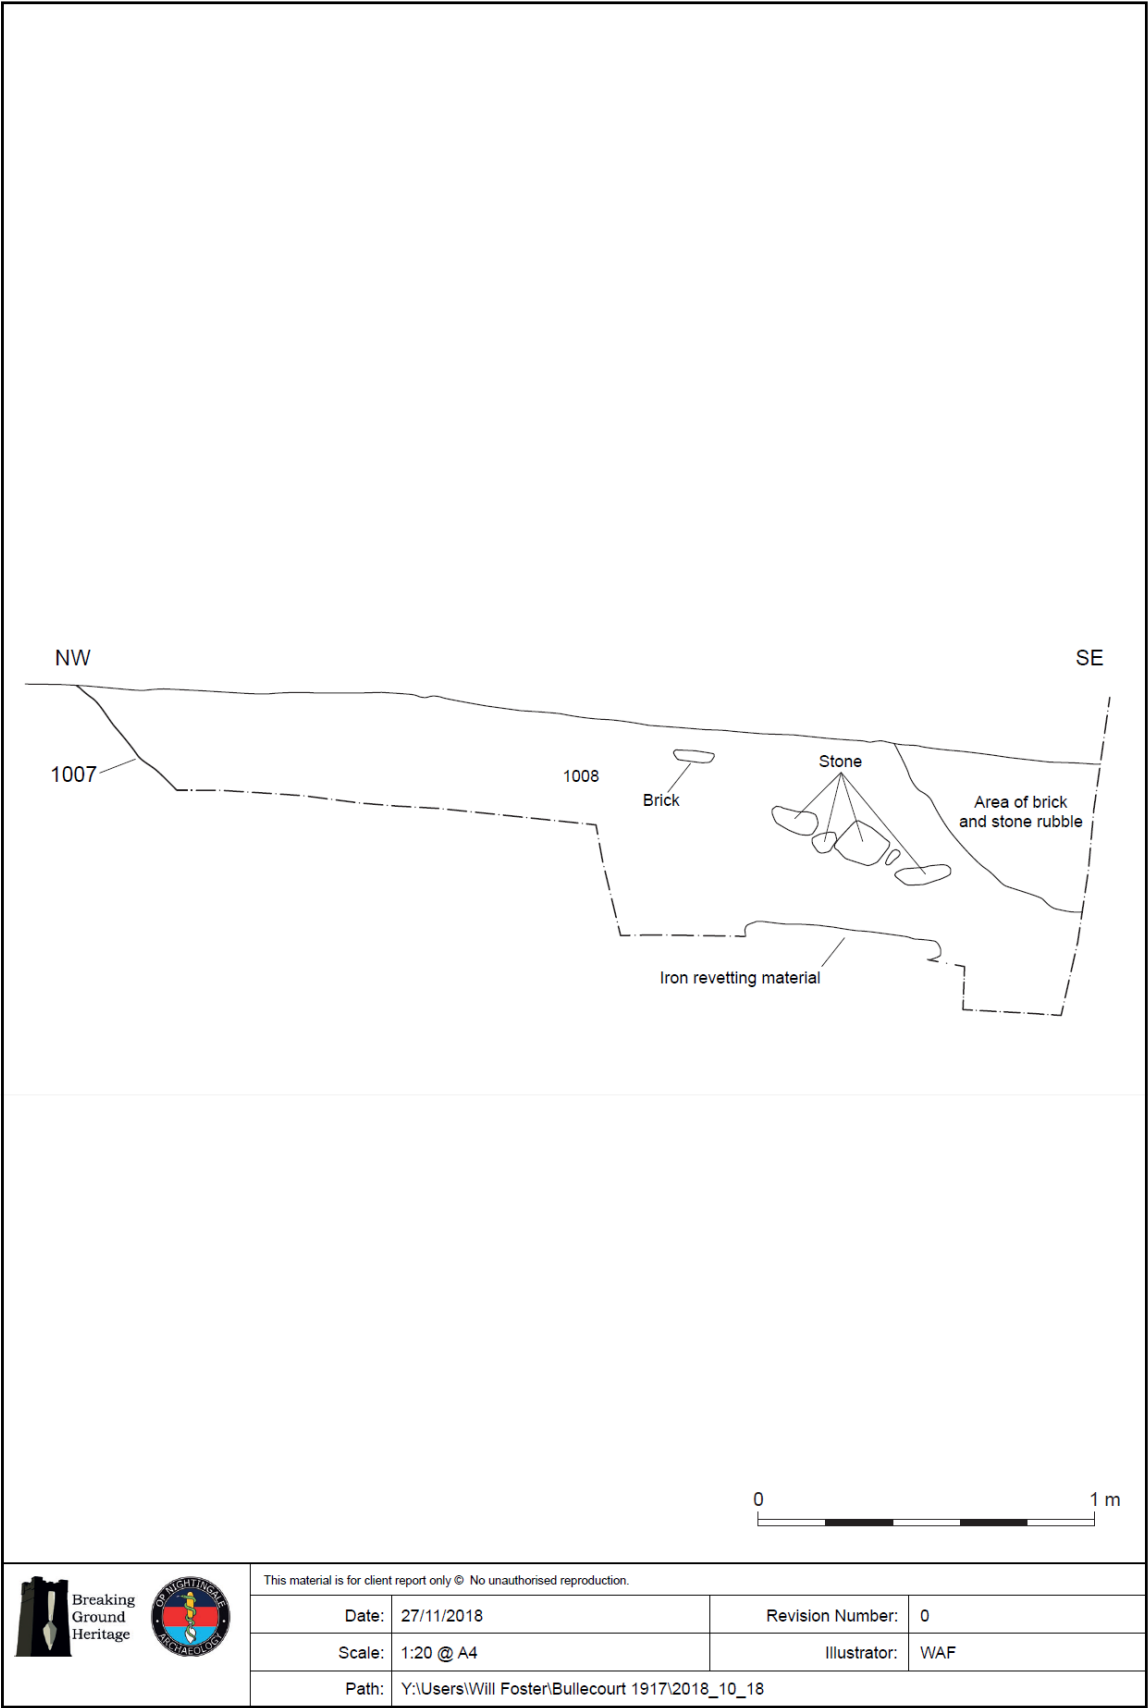 NW
SE
1007
1008
Brick
Stone
Area of brick
and stone rubble
Iron revetting material
0
1 m
Breaking
Ground
Heritage
OP NIGHTINGALE
ARCHAEOLOGY
This material is for client report only © No unauthorised reproduction.
Date: 27/11/2018 Revision Number: 0
Scale: 1:20 @ A4 Illustrator: WAF
Path: Y:\Users\Will Foster\Bullecourt 1917\2018_10_18